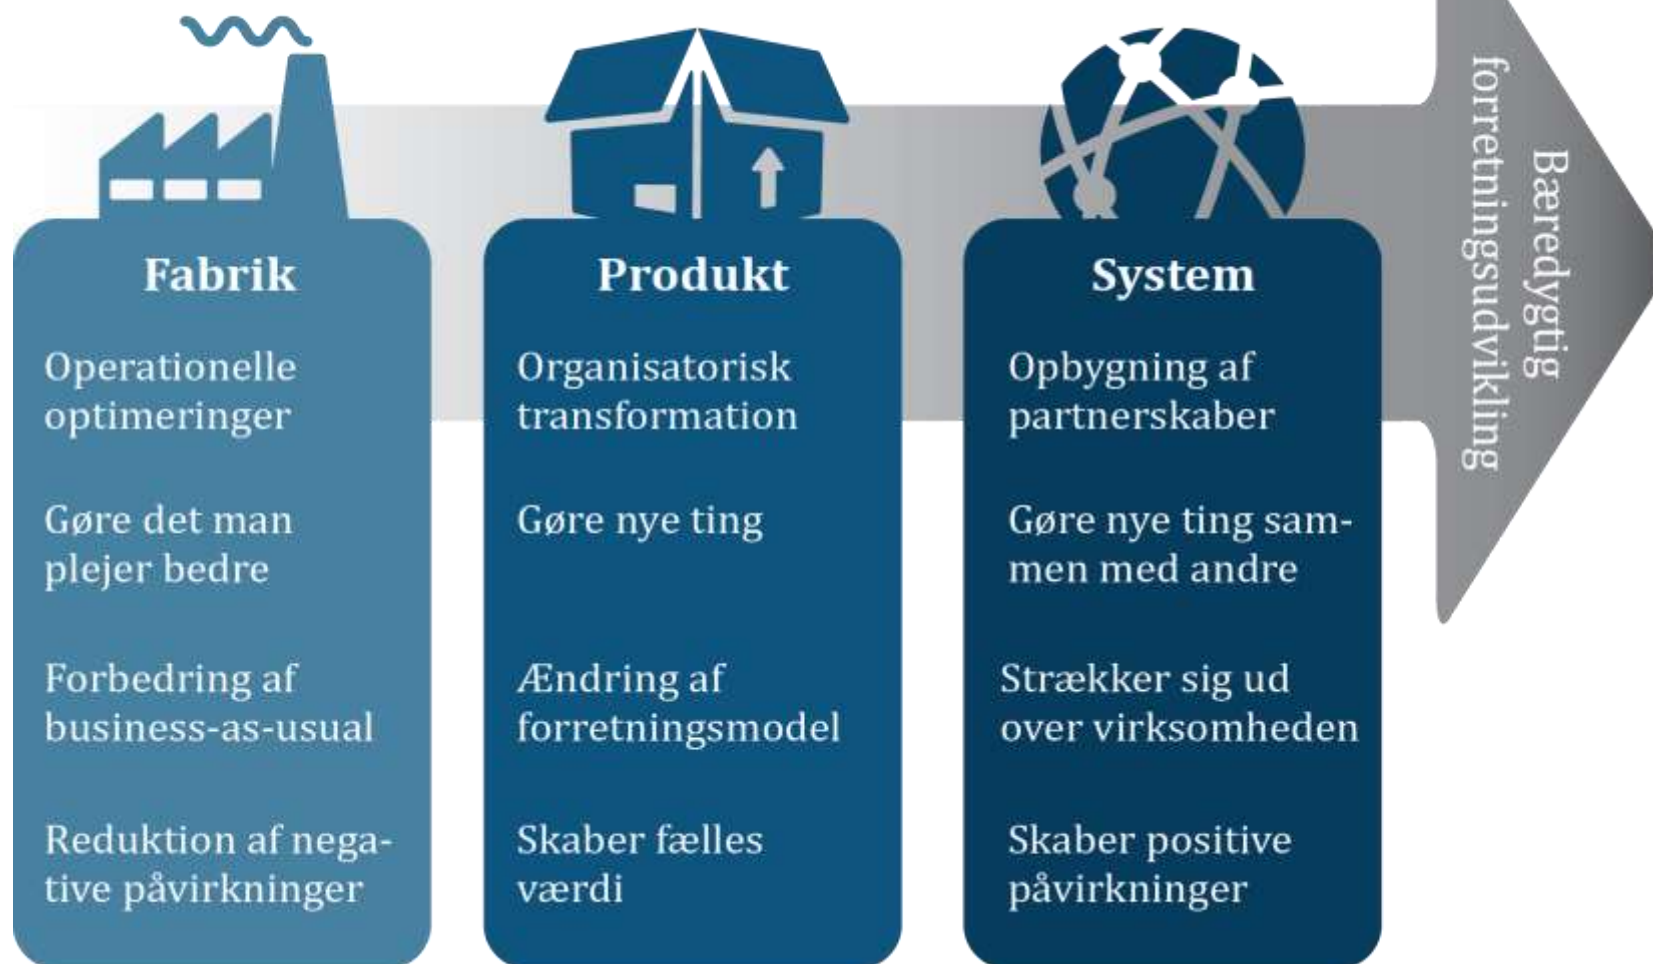 Fabrik
Operationelle
optimeringer
Gøre det man
plejer bedre
Forbedring af
business-as-usual
Reduktion af nega-
tive påvirkninger
Produkt
Organisatorisk
transformation
Gøre nye ting
Ændring af
forretningsmodel
Skaber fælles
værdi
System
Opbygning af
partnerskaber
Gøre nye ting sam-
men med andre
Strækker sig ud
over virksomheden
Skaber positive
påvirkninger
Bæredygtig
forretningsudvikling